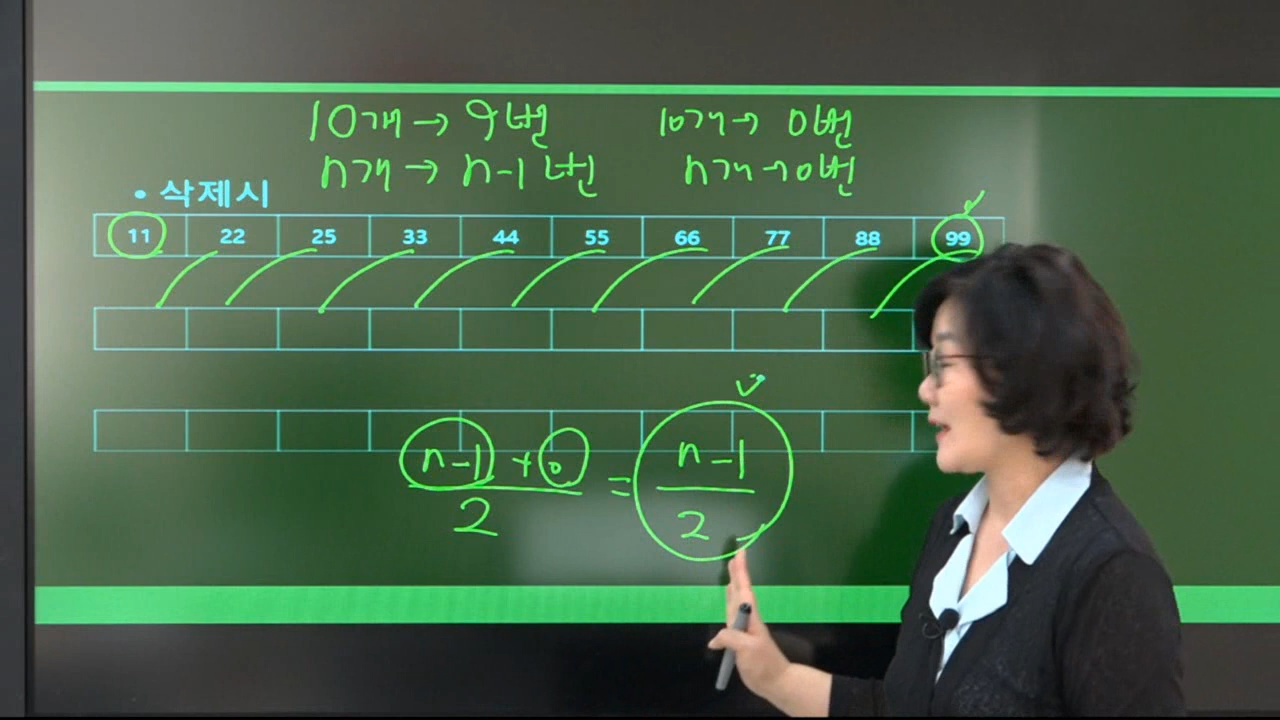 10개→9번 10개→0번
n개→n-1번 n개→0번
• 삭제시
11 22 25 33 44 55 66 77 88 99
n-1 + 0 = n-1
2 2